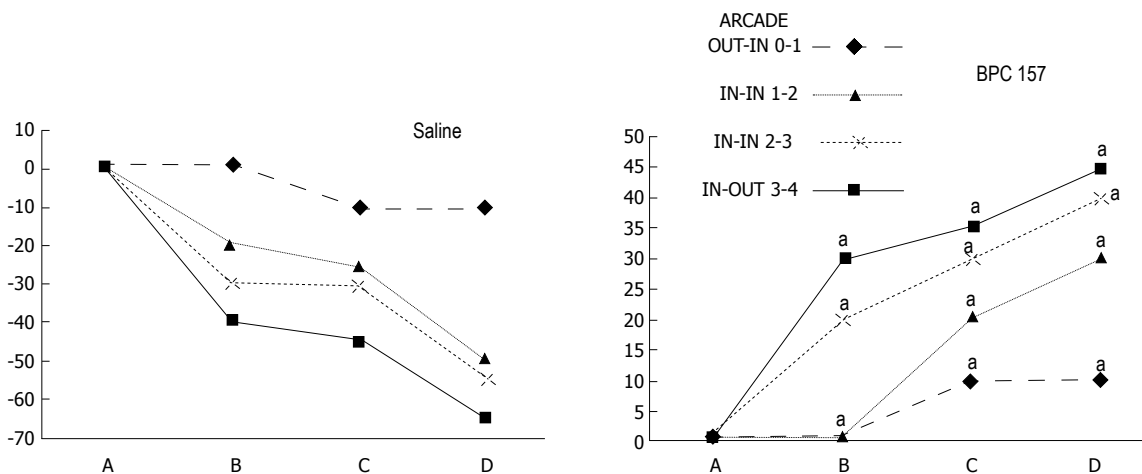 Saline
10
0
-10
-20
-30
-40
-50
-60
-70
A B C D
ARCADE
OUT-IN 0-1
IN-IN 1-2
IN-IN 2-3
IN-OUT 3-4
BPC 157
50
45
40
35
30
25
20
15
10
5
0
a
a
a
a
a
a
a
a
a
a
a
A B C D